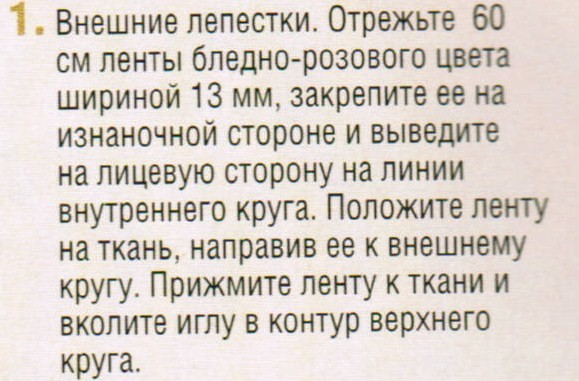 1. Внешние лепестки. Отрежьте 60
см ленты бледно-розового цвета
шириной 13 мм, закрепите ее на
изнаночной стороне и выведите
на лицевую сторону на линии
внутреннего круга. Положите ленту
на ткань, направив ее к внешнему
кругу. Прижмите ленту к ткани и
вколите иглу в контур верхнего
круга.